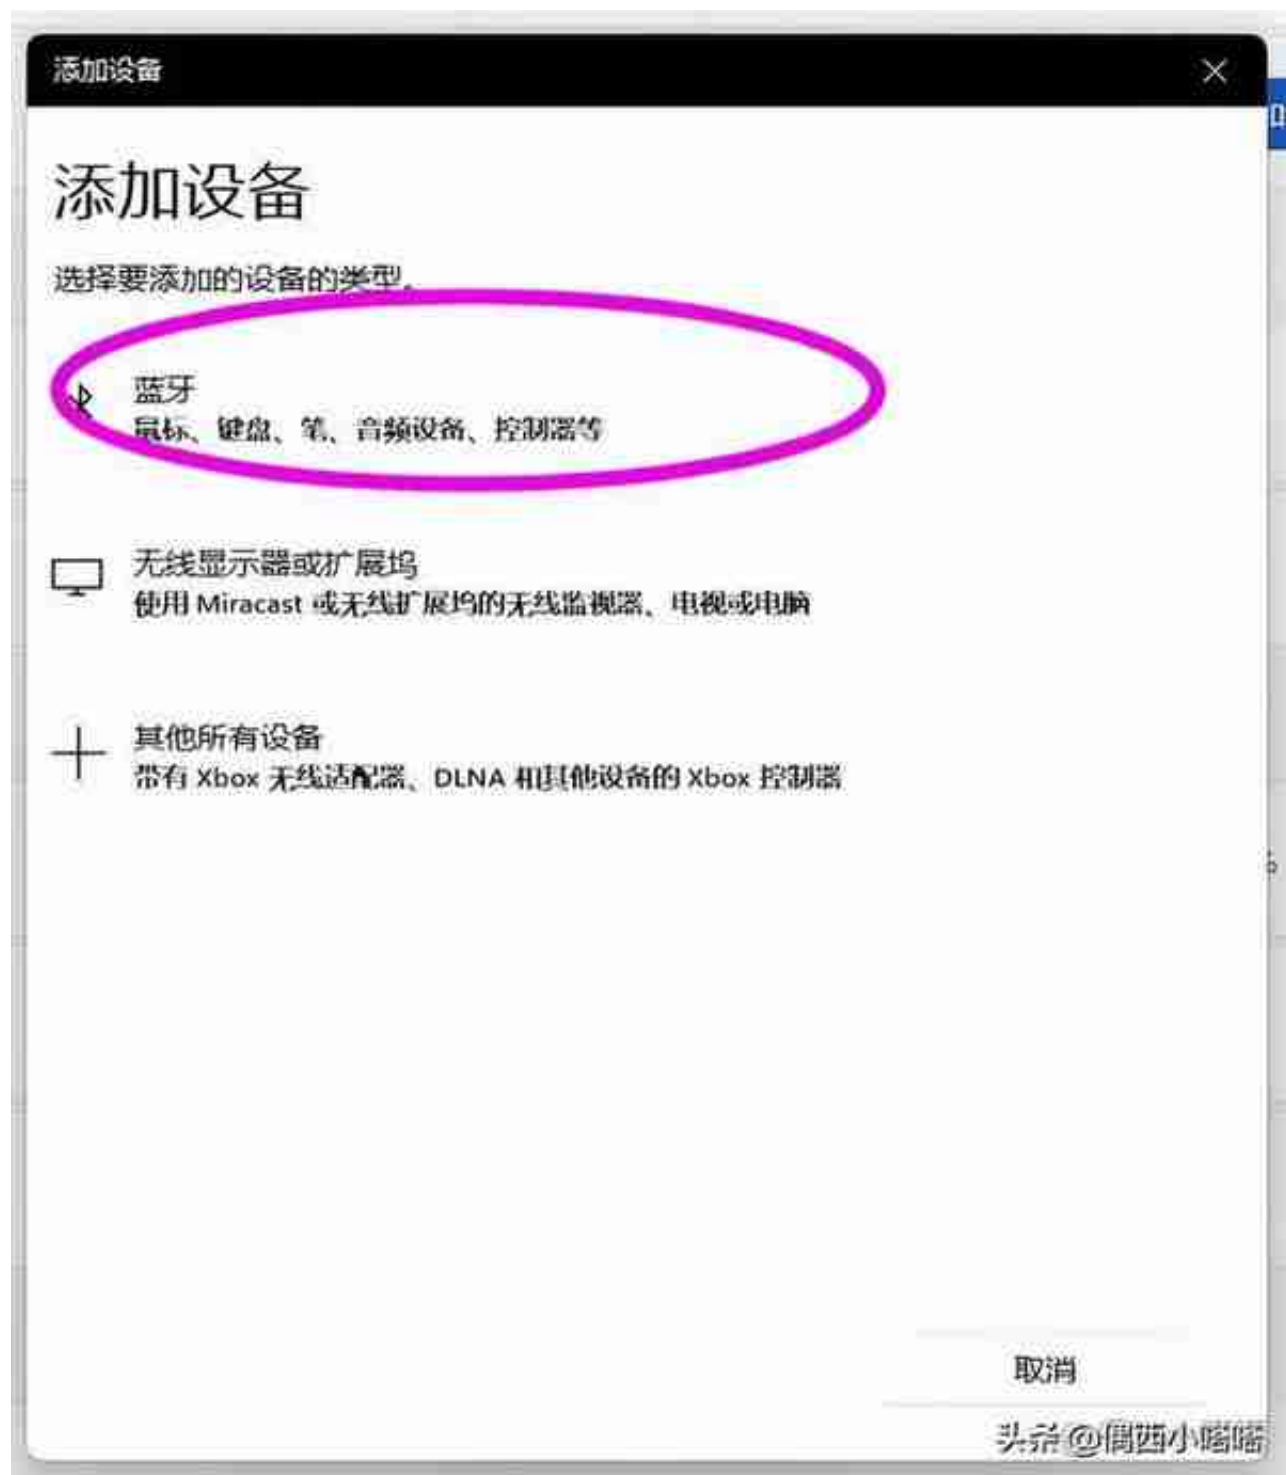 添加设备
添加设备
选择要添加的设备的类型。
蓝牙
鼠标、键盘、笔、音频设备、控制器等
无线显示器或扩展坞
使用 Miracast 或无线扩展坞的无线监视器、电视或电脑
其他所有设备
带有 Xbox 无线适配器、DLNA 和其他设备的 Xbox 控制器
取消
头条 @偶西小嗒嗒